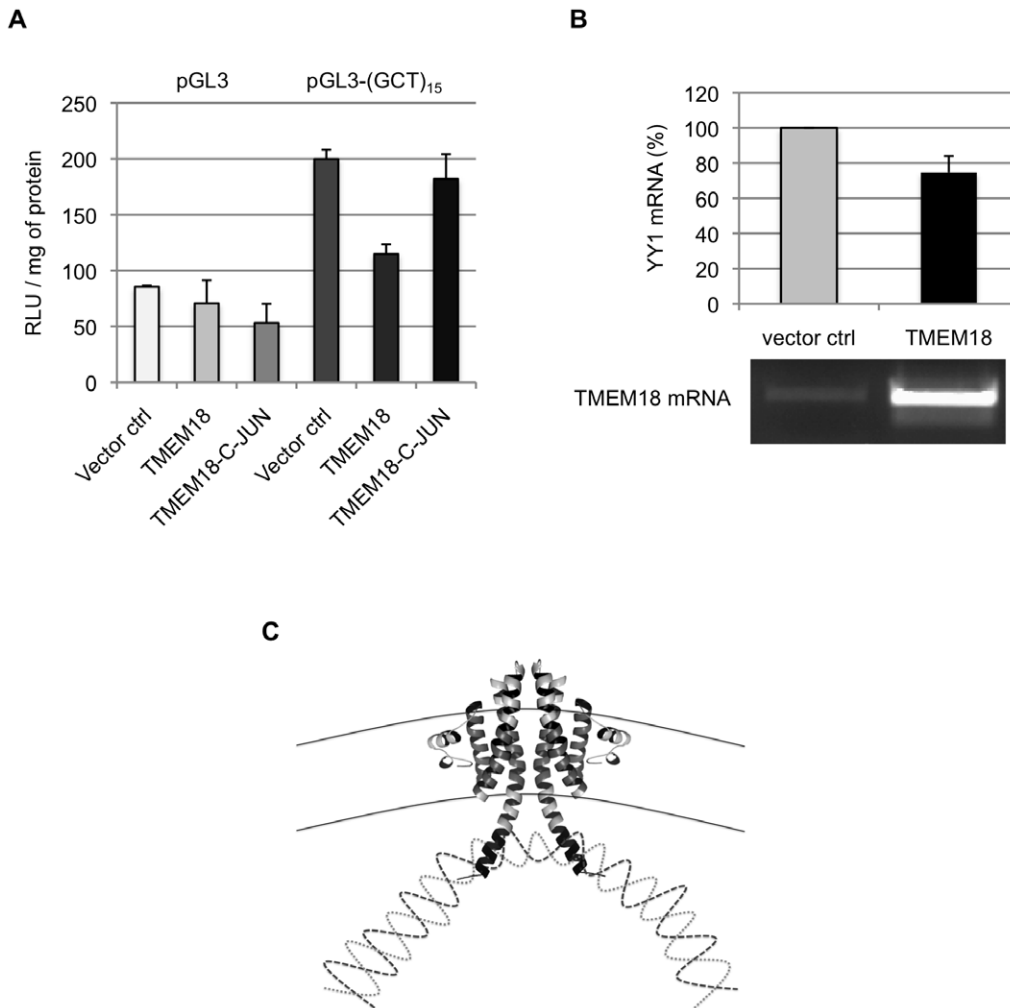 A
pGL3 pGL3-(GCT)15
RLU / mg of protein
250
200
150
100
50
0
Vector ctrl
TMEM18
TMEM18-C-JUN
Vector ctrl
TMEM18
TMEM18-C-JUN
B
YY1 mRNA (%)
120
100
80
60
40
20
0
vector ctrl TMEM18
TMEM18 mRNA
C